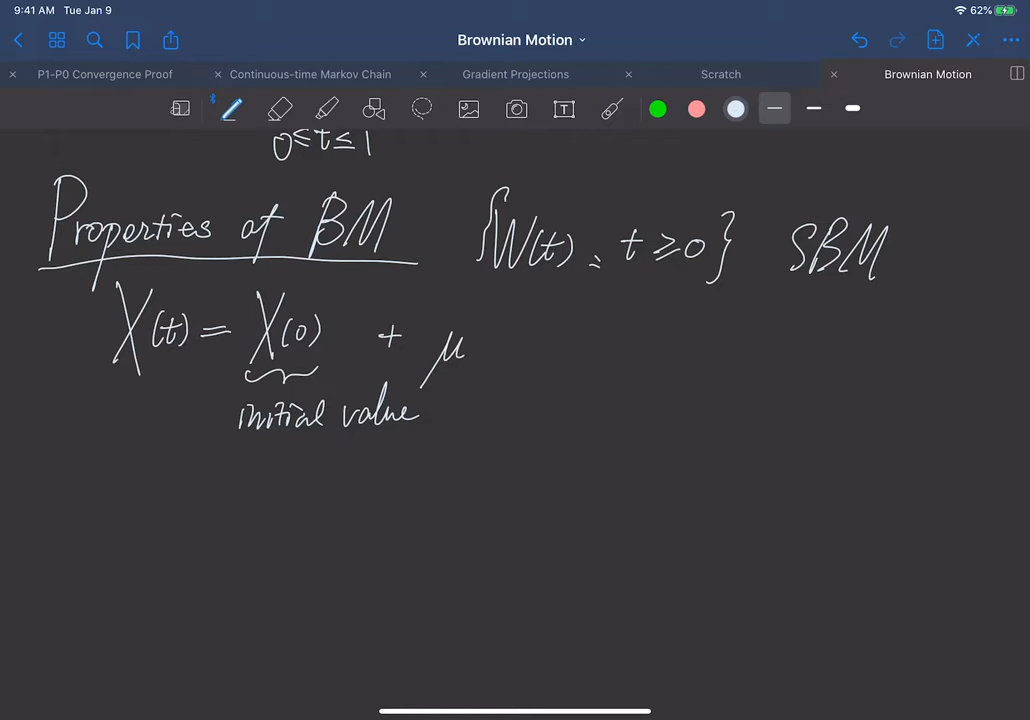 9:41 AM Tue Jan 9 62%
Brownian Motion
P1-P0 Convergence Proof Continuous-time Markov Chain Gradient Projections Scratch Brownian Motion
0<t≤1
Properties of BM {W(t): t≥0} SBM
X(t) = X(0) + μ
initial value